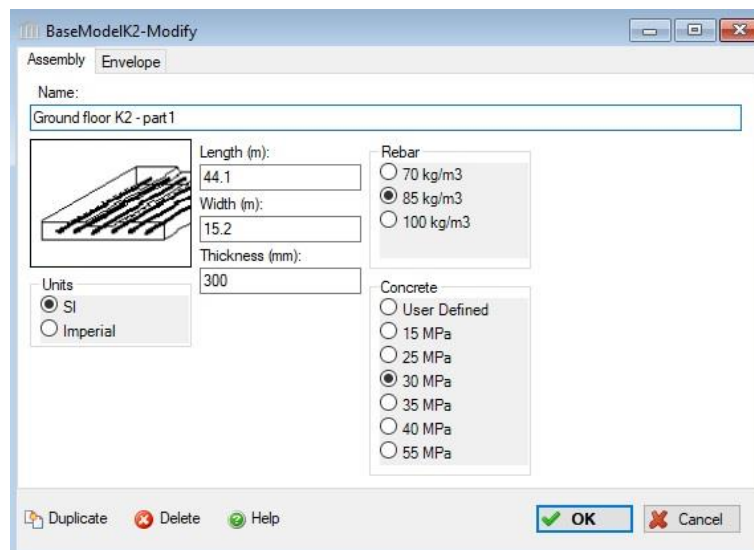 BaseModelK2-Modify
Assembly Envelope
Name:
Ground floor K2 - part1
Length (m):
44.1
Width (m):
15.2
Thickness (mm):
300
Units
SI
Imperial
Rebar
70 kg/m3
85 kg/m3
100 kg/m3
Concrete
User Defined
15 MPa
25 MPa
30 MPa
35 MPa
40 MPa
55 MPa
Duplicate Delete Help OK Cancel